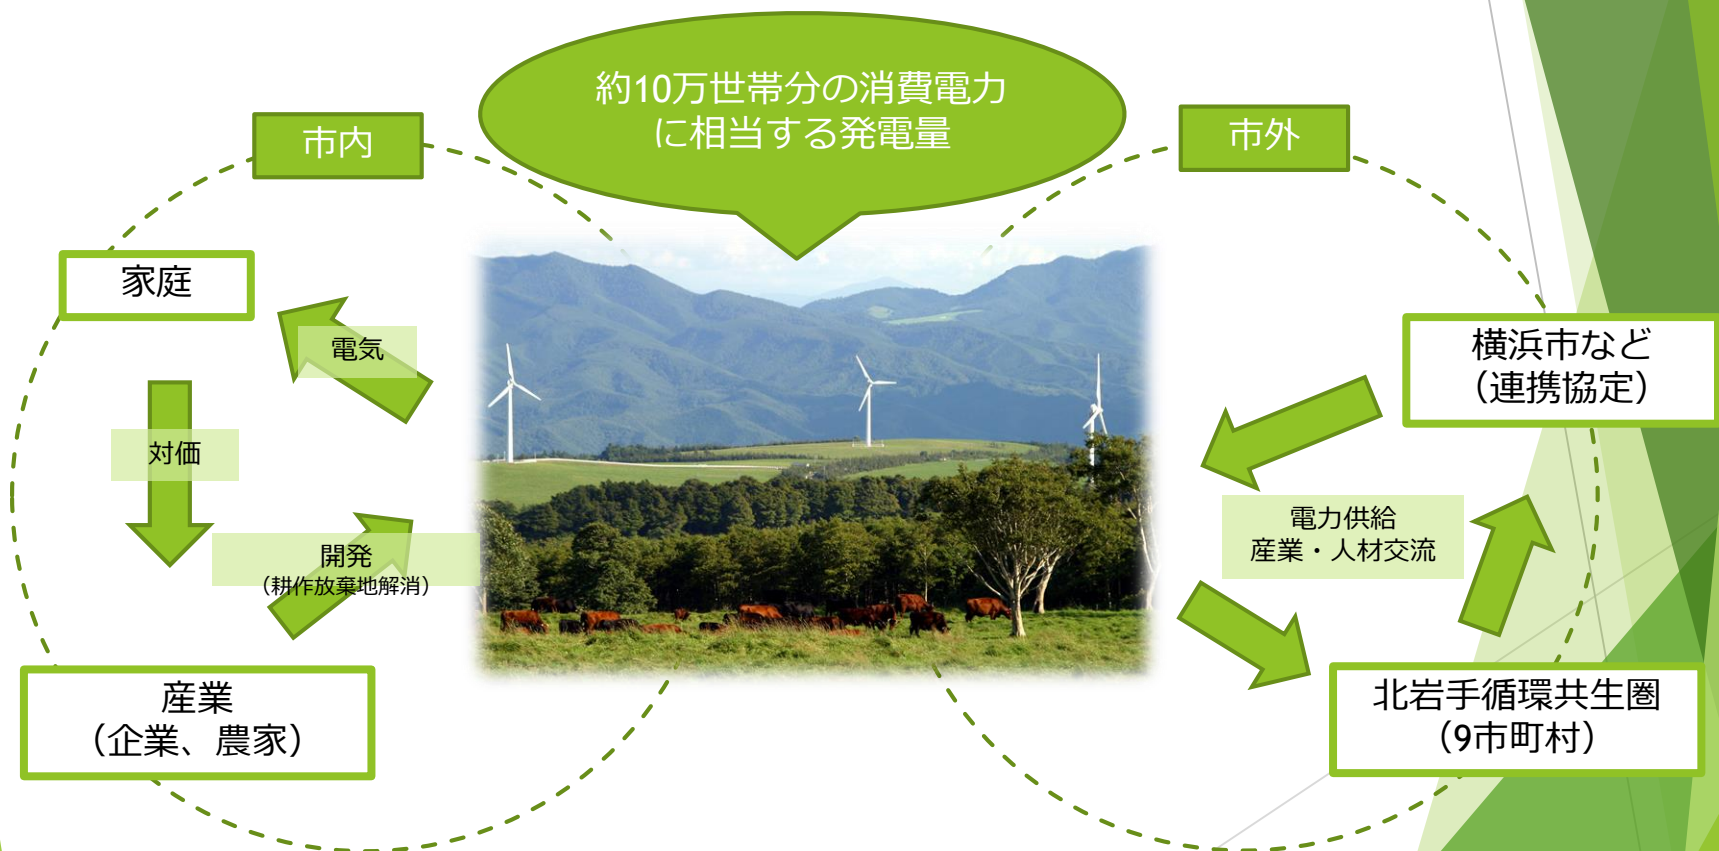 約10万世帯分の消費電力
に相当する発電量
市内
市外
家庭
電気
対価
開発
（耕作放棄地解消）
産業
（企業、農家）
横浜市など
（連携協定）
電力供給
産業・人材交流
北岩手循環共生圏
（9市町村）